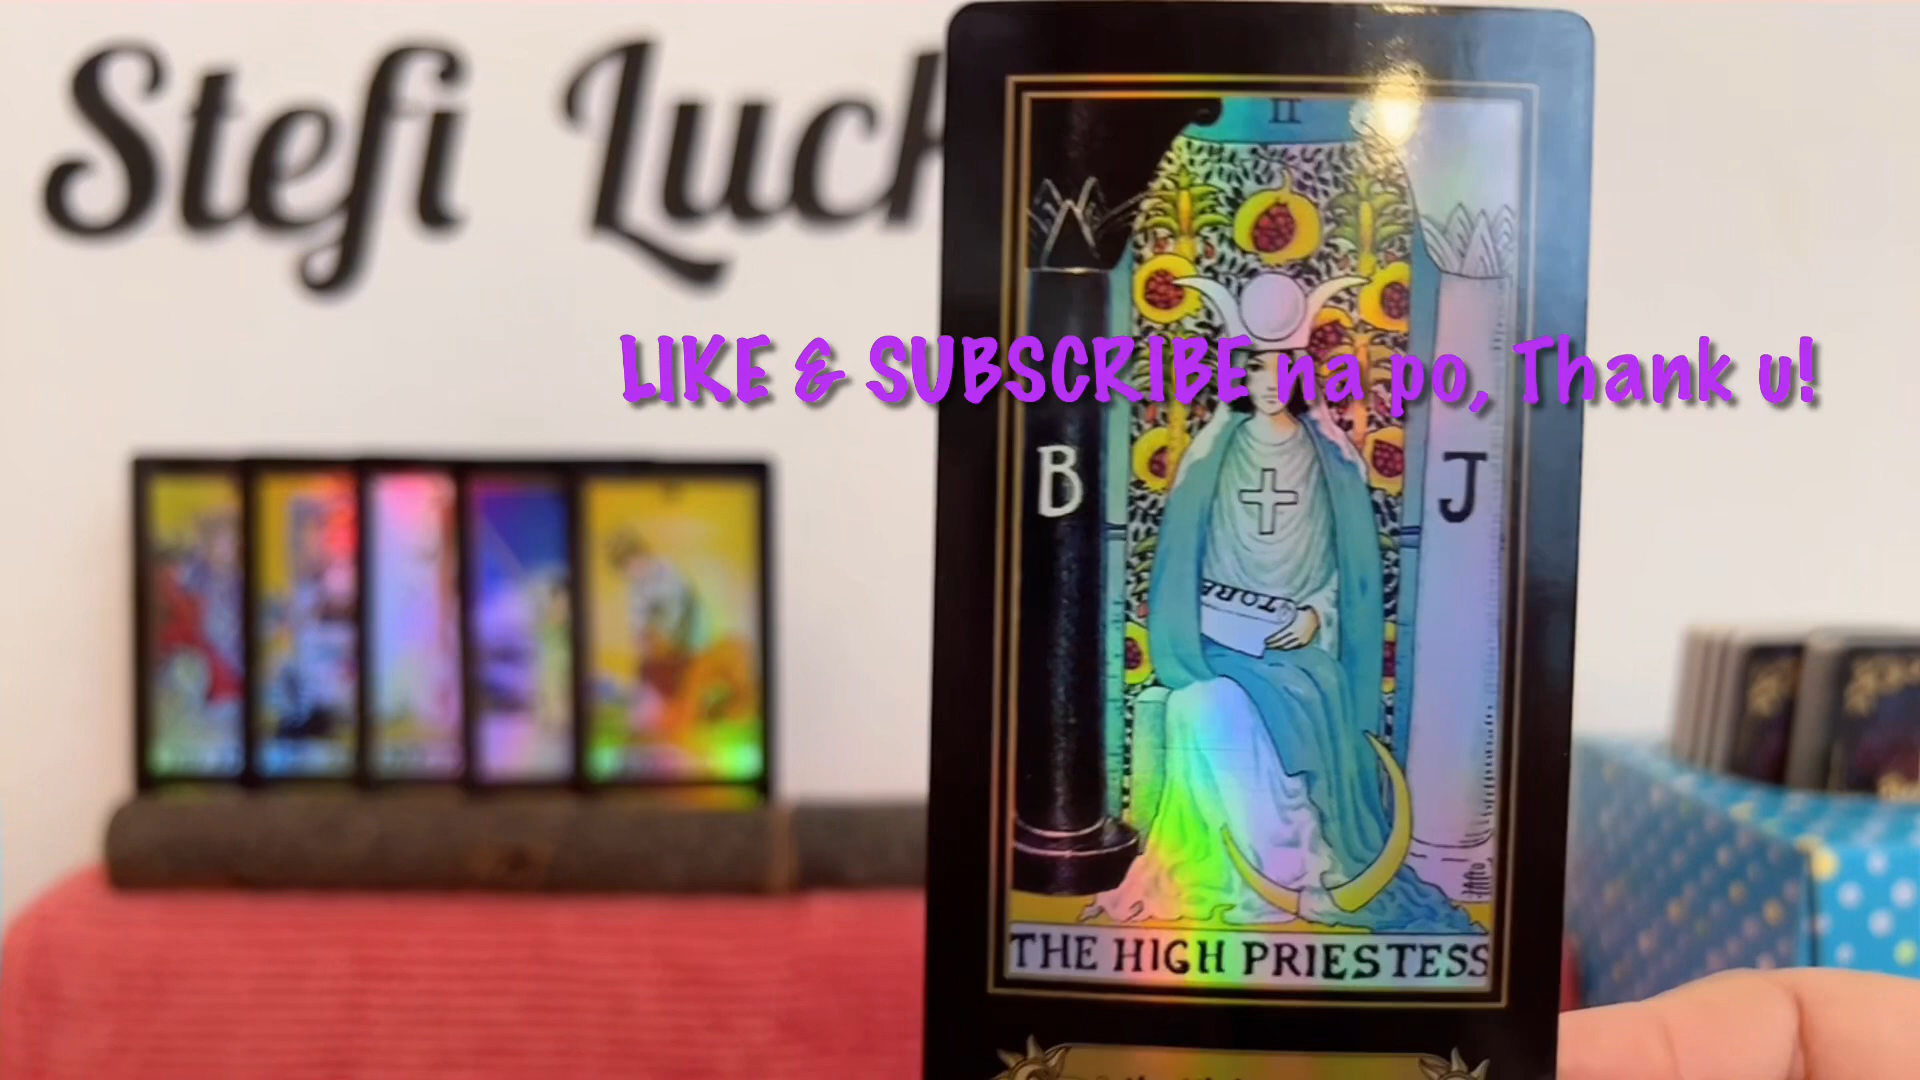 Stefi Luck
II
LIKE & SUBSCRIBE na po, Thank u!
B
J
TORA
THE HIGH PRIESTESS